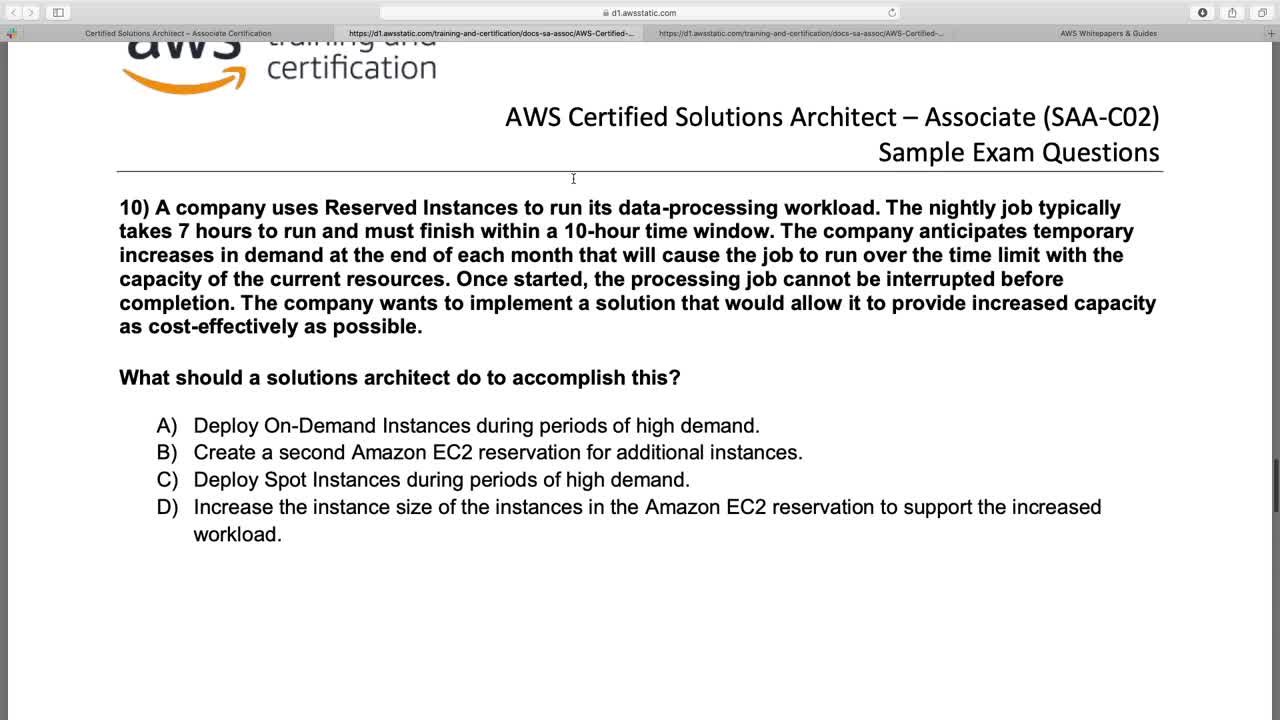 d1.awsstatic.com
Certified Solutions Architect – Associate Certification
https://d1.awsstatic.com/training-and-certification/docs-sa-assoc/AWS-Certified-...
https://d1.awsstatic.com/training-and-certification/docs-sa-assoc/AWS-Certified-...
AWS Whitepapers & Guides
aws training and
certification
AWS Certified Solutions Architect – Associate (SAA-C02)
Sample Exam Questions
10) A company uses Reserved Instances to run its data-processing workload. The nightly job typically
takes 7 hours to run and must finish within a 10-hour time window. The company anticipates temporary
increases in demand at the end of each month that will cause the job to run over the time limit with the
capacity of the current resources. Once started, the processing job cannot be interrupted before
completion. The company wants to implement a solution that would allow it to provide increased capacity
as cost-effectively as possible.
What should a solutions architect do to accomplish this?
A) Deploy On-Demand Instances during periods of high demand.
B) Create a second Amazon EC2 reservation for additional instances.
C) Deploy Spot Instances during periods of high demand.
D) Increase the instance size of the instances in the Amazon EC2 reservation to support the increased
workload.